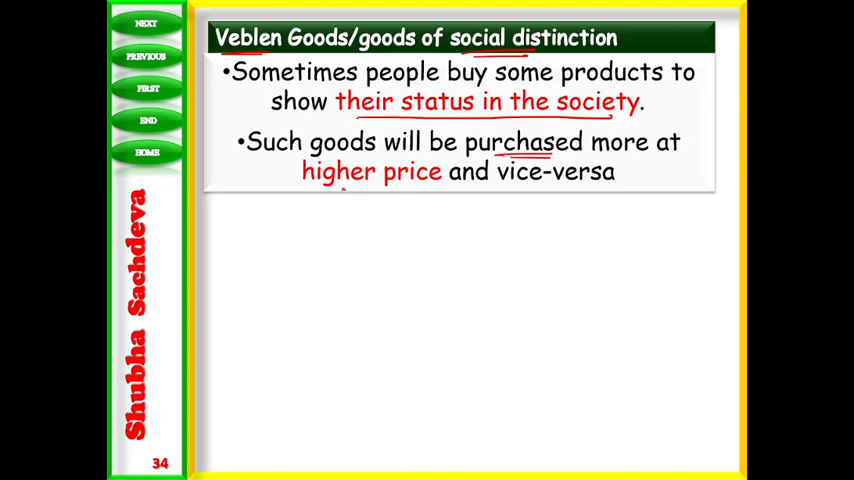 NEXT
PREVIOUS
FIRST
END
HOME
Shubha Sachdeva
34
Veblen Goods/goods of social distinction
•Sometimes people buy some products to
show their status in the society.
•Such goods will be purchased more at
higher price and vice-versa